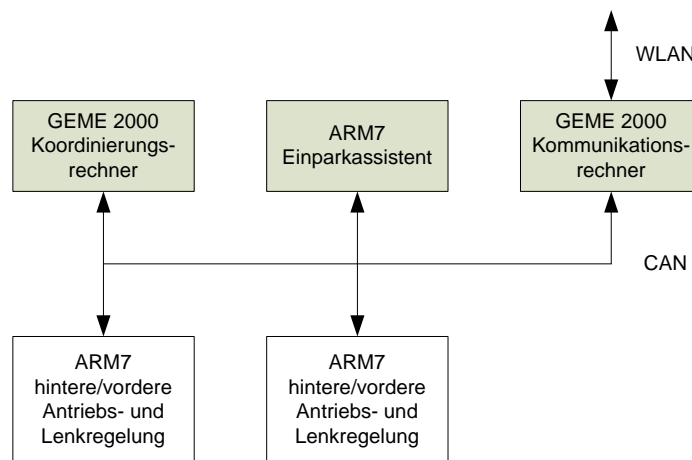 WLAN
GEME 2000
Koordinierungs-
rechner
ARM7
Einparkassistent
GEME 2000
Kommunikations-
rechner
CAN
ARM7
hintere/vordere
Antriebs- und
Lenkregelung
ARM7
hintere/vordere
Antriebs- und
Lenkregelung